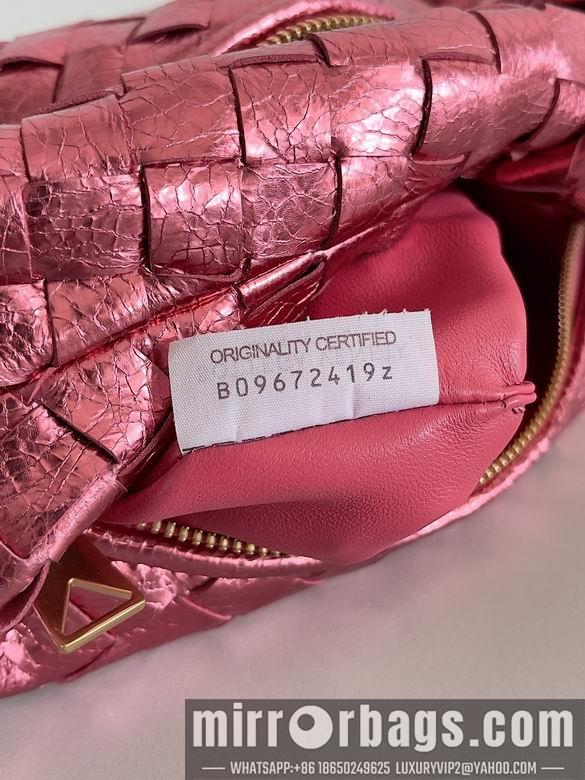 ORIGINALITY CERTIFIED
B09672419z
mirrorbags.com
WHATSAPP:+86 18650249625 LUXURYVIP2@YAHOO.COM